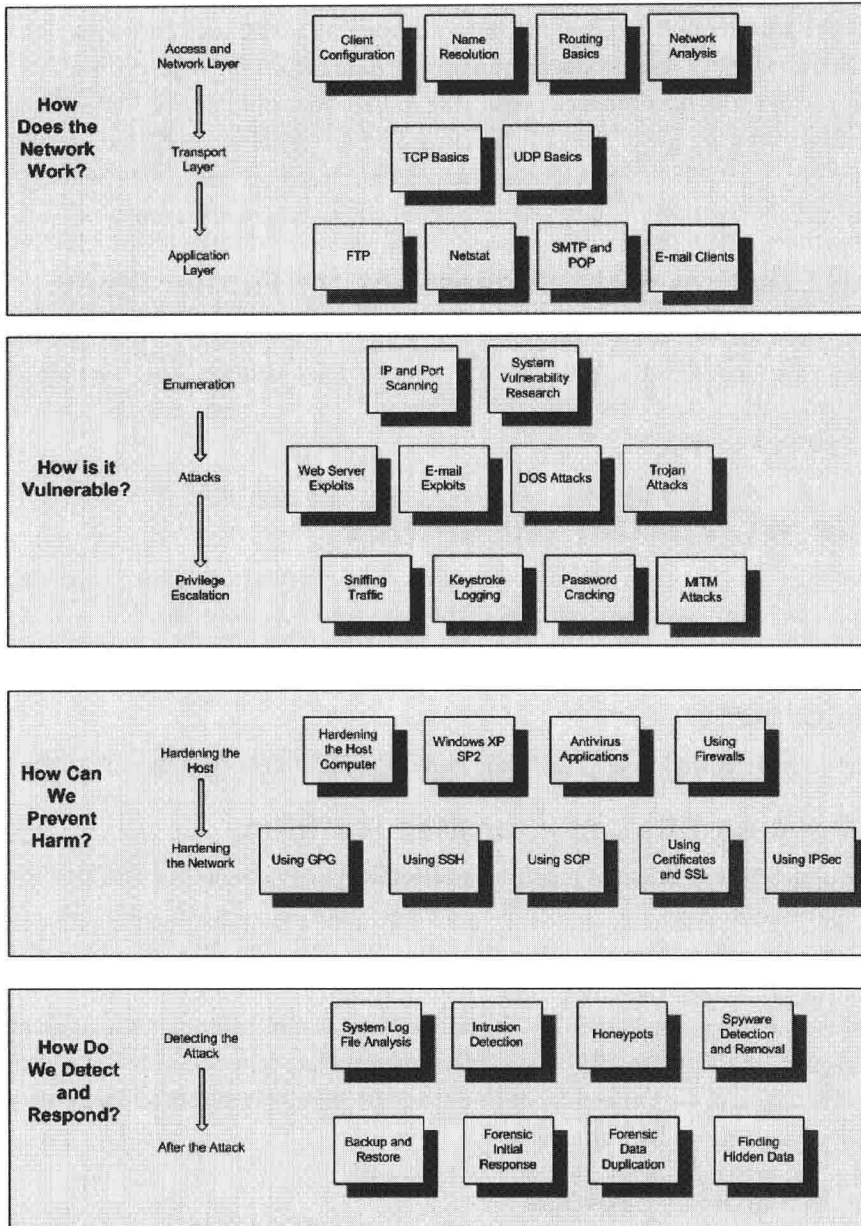 How
Does the
Network
Work?
Access and
Network Layer
Client
Configuration
Name
Resolution
Routing
Basics
Network
Analysis
Transport
Layer
TCP Basics
UDP Basics
Application
Layer
FTP
Netstat
SMTP and
POP
E-mail Clients
How is it
Vulnerable?
Enumeration
IP and Port
Scanning
System
Vulnerability
Research
Attacks
Web Server
Exploits
E-mail
Exploits
DOS Attacks
Trojan
Attacks
Privilege
Escalation
Sniffing
Traffic
Keystroke
Logging
Password
Cracking
MITM
Attacks
How Can
We
Prevent
Harm?
Hardening the
Host
Hardening
the Host
Computer
Windows XP
SP2
Antivirus
Applications
Using
Firewalls
Hardening
the Network
Using GPG
Using SSH
Using SCP
Using
Certificates
and SSL
Using IPSec
How Do
We Detect
and
Respond?
Detecting the
Attack
System Log
File Analysis
Intrusion
Detection
Honeypots
Spyware
Detection
and Removal
After the Attack
Backup and
Restore
Forensic
Initial
Response
Forensic
Data
Duplication
Finding
Hidden Data